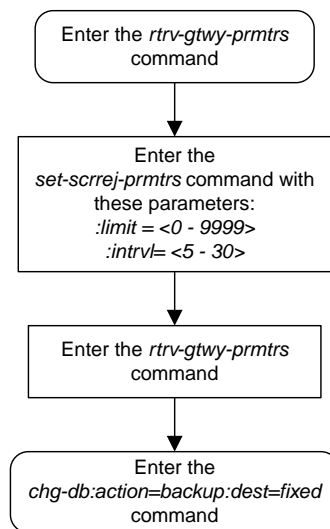 Enter the rtrv-gtwy-prmtrs
command
Enter the
set-scrrej-prmtrs command with
these parameters:
:limit = <0 - 9999>
:intrvl= <5 - 30>
Enter the rtrv-gtwy-prmtrs
command
Enter the
chg-db:action=backup:dest=fixed
command